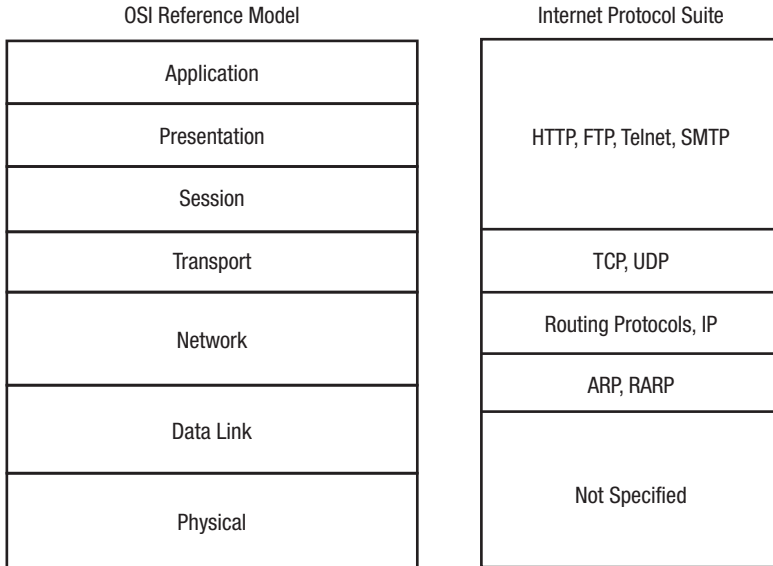 OSI Reference Model
Application
Presentation
Session
Transport
Network
Data Link
Physical
Internet Protocol Suite
HTTP, FTP, Telnet, SMTP
TCP, UDP
Routing Protocols, IP
ARP, RARP
Not Specified